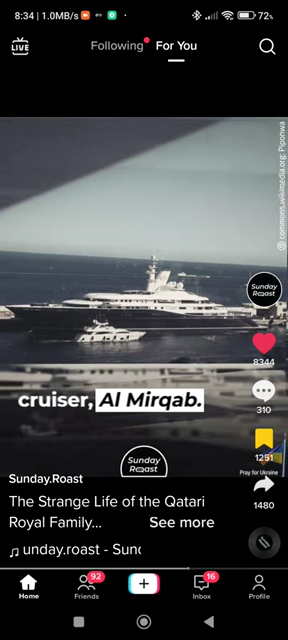 8:34 | 1.0MB/s
72%
LIVE
Following
For You
© commons.wikimedia.org: Piponwa
Sunday
Roast
8344
cruiser, Al Mirqab.
310
1251
Sunday
Roast
Pray for Ukraine
Sunday.Roast
The Strange Life of the Qatari
Royal Family... See more
1480
unday.roast - Sund
92
16
Home
Friends
Inbox
Profile